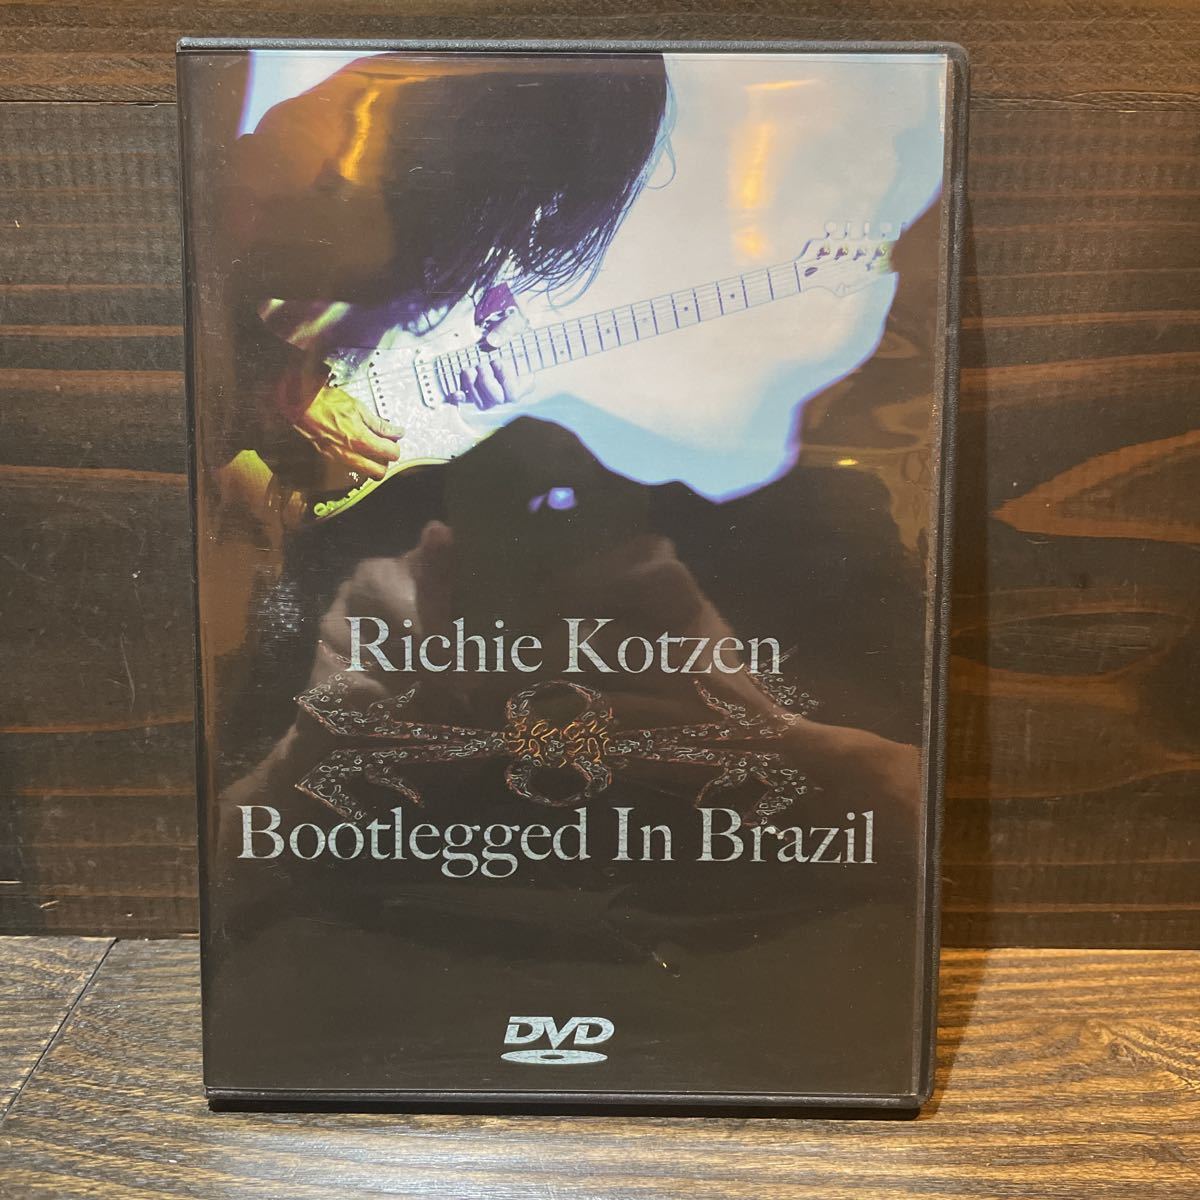 Richie Kotzen
Bootlegged In Brazil
DVD